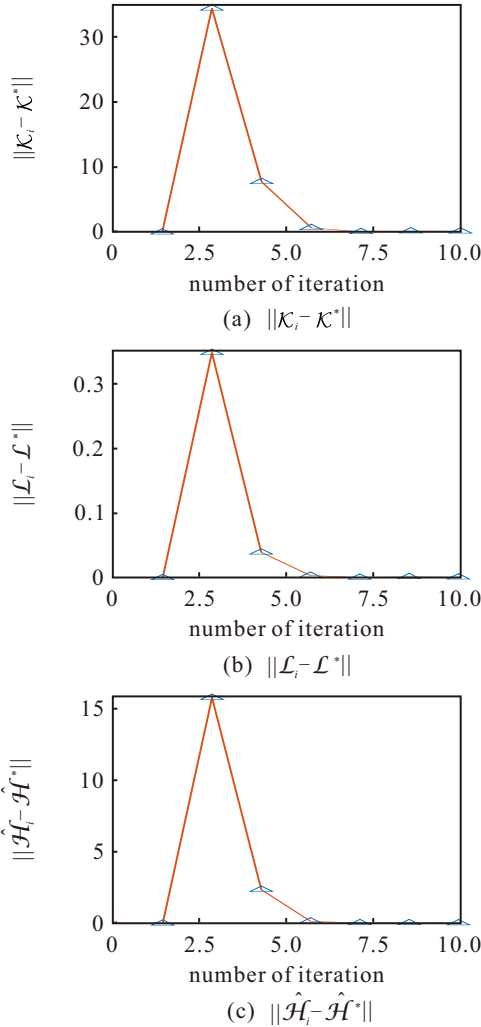 30
20
10
0
||𝒦ᵢ− 𝒦*||
0 2.5 5.0 7.5 10.0
number of iteration
(a) ||𝒦ᵢ− 𝒦*||
0.3
0.2
0.1
0
||ℒᵢ− ℒ*||
0 2.5 5.0 7.5 10.0
number of iteration
(b) ||ℒᵢ− ℒ*||
15
10
5
0
||ℋ̂ᵢ− ℋ̂*||
0 2.5 5.0 7.5 10.0
number of iteration
(c) ||ℋ̂ᵢ− ℋ̂*||